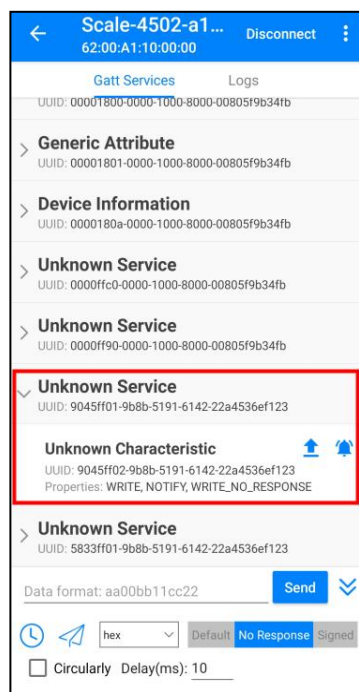 Scale-4502-a1...
Disconnect
62:00:A1:10:00:00
Gatt Services
Logs
UUID: 00001800-0000-1000-8000-00805f9b34fb
Generic Attribute
UUID: 00001801-0000-1000-8000-00805f9b34fb
Device Information
UUID: 0000180a-0000-1000-8000-00805f9b34fb
Unknown Service
UUID: 0000ffc0-0000-1000-8000-00805f9b34fb
Unknown Service
UUID: 0000ff90-0000-1000-8000-00805f9b34fb
Unknown Service
UUID: 9045ff01-9b8b-5191-6142-22a4536ef123
Unknown Characteristic
UUID: 9045ff02-9b8b-5191-6142-22a4536ef123
Properties: WRITE, NOTIFY, WRITE_NO_RESPONSE
Unknown Service
UUID: 5833ff01-9b8b-5191-6142-22a4536ef123
Data format: aa00bb11cc22
Send
hex
Default No Response Signed
Circularly Delay(ms): 10